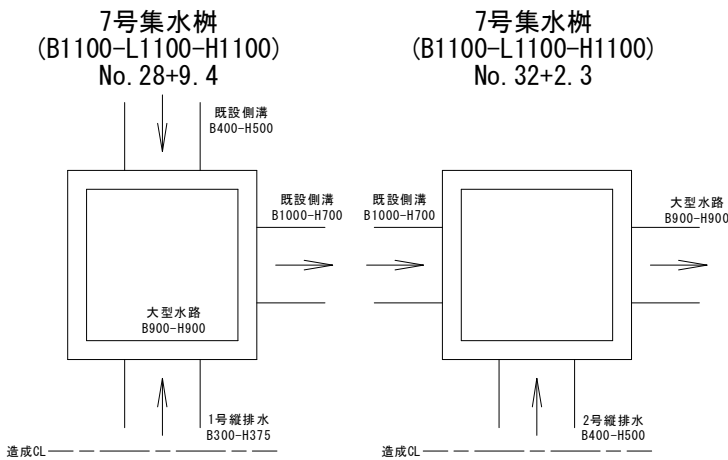 7号集水桝
(B1100-L1100-H1100)
No.28+9.4
既設側溝
B400-H500
既設側溝
B1000-H700
大型水路
B900-H900
1号縦排水
B300-H375
造成CL
7号集水桝
(B1100-L1100-H1100)
No.32+2.3
既設側溝
B1000-H700
大型水路
B900-H900
2号縦排水
B400-H500
造成CL